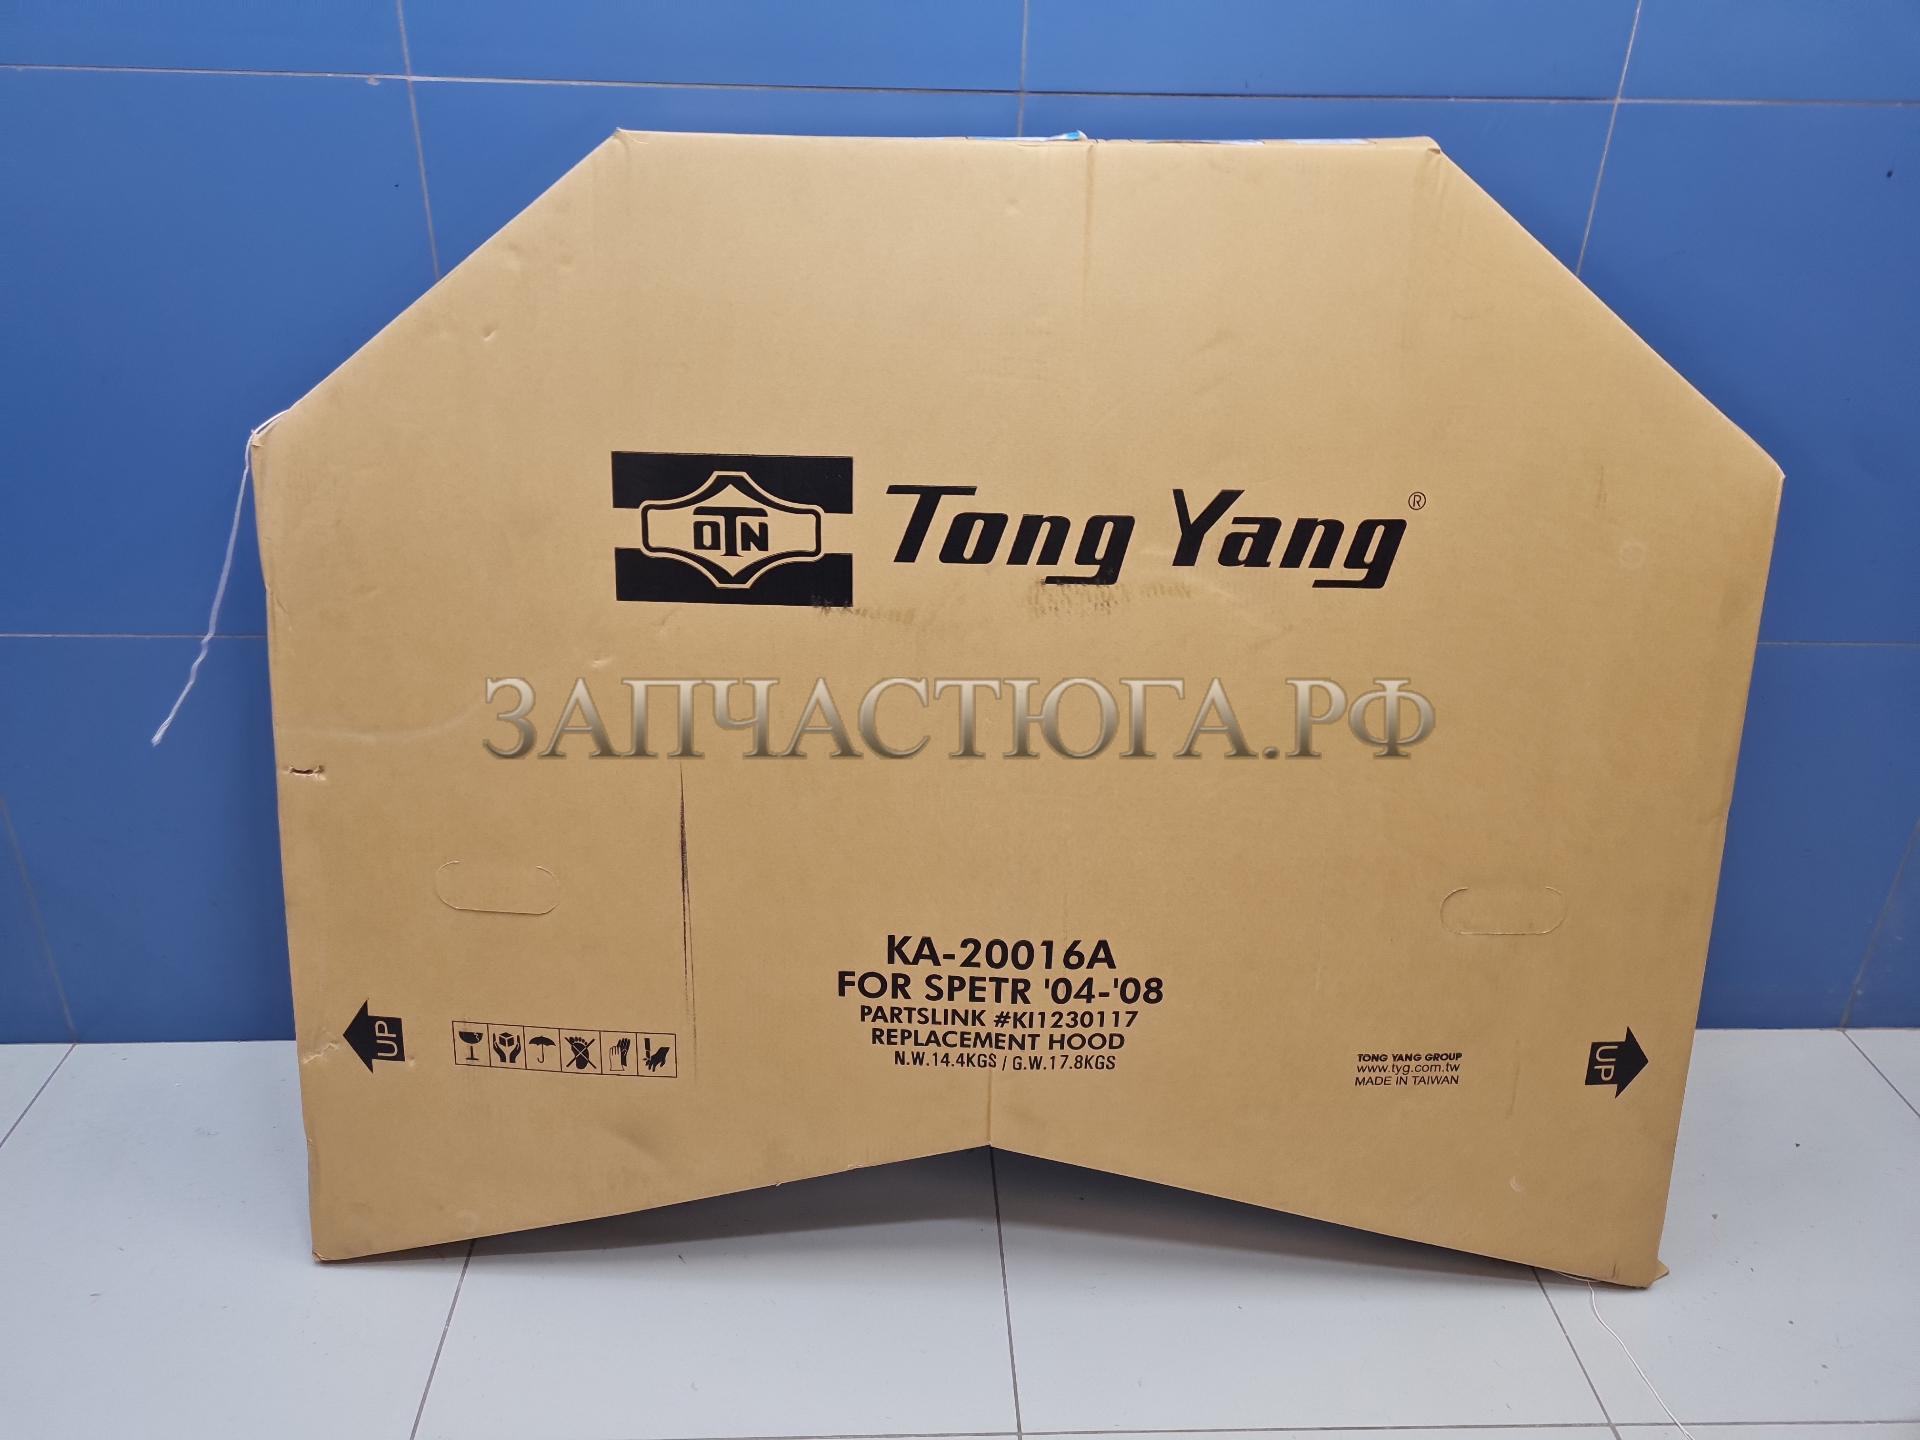 OTN
Tong Yang®
ЗАПЧАСТЮГА.РФ
KA-20016A
FOR SPETR '04-'08
PARTSLINK #KI1230117
REPLACEMENT HOOD
N.W.14.4KGS / G.W.17.8KGS
UP
TONG YANG GROUP
www.tyg.com.tw
MADE IN TAIWAN
UP